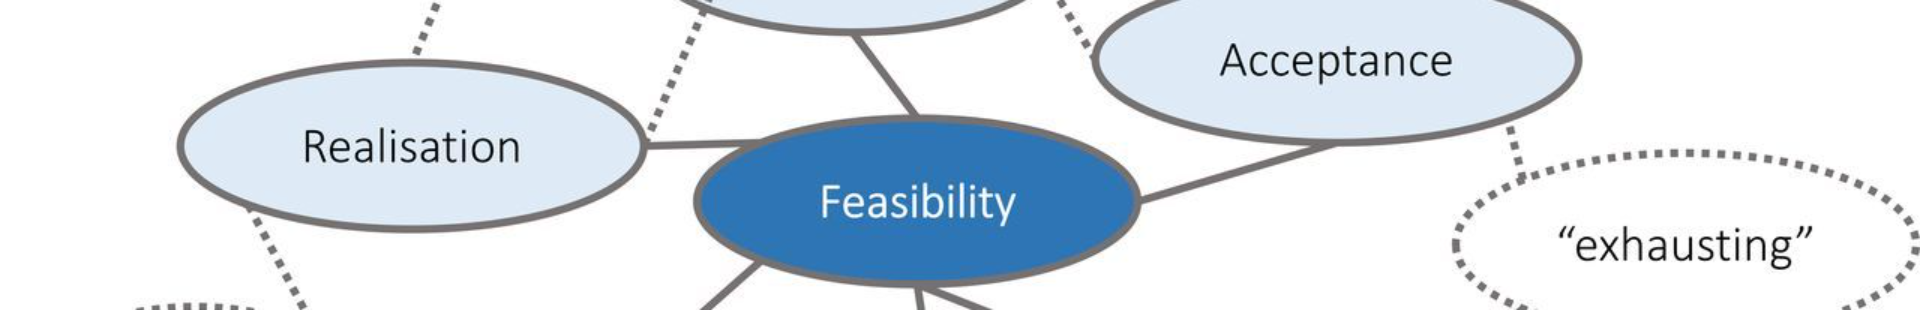 Acceptance
Realisation
Feasibility
“exhausting”